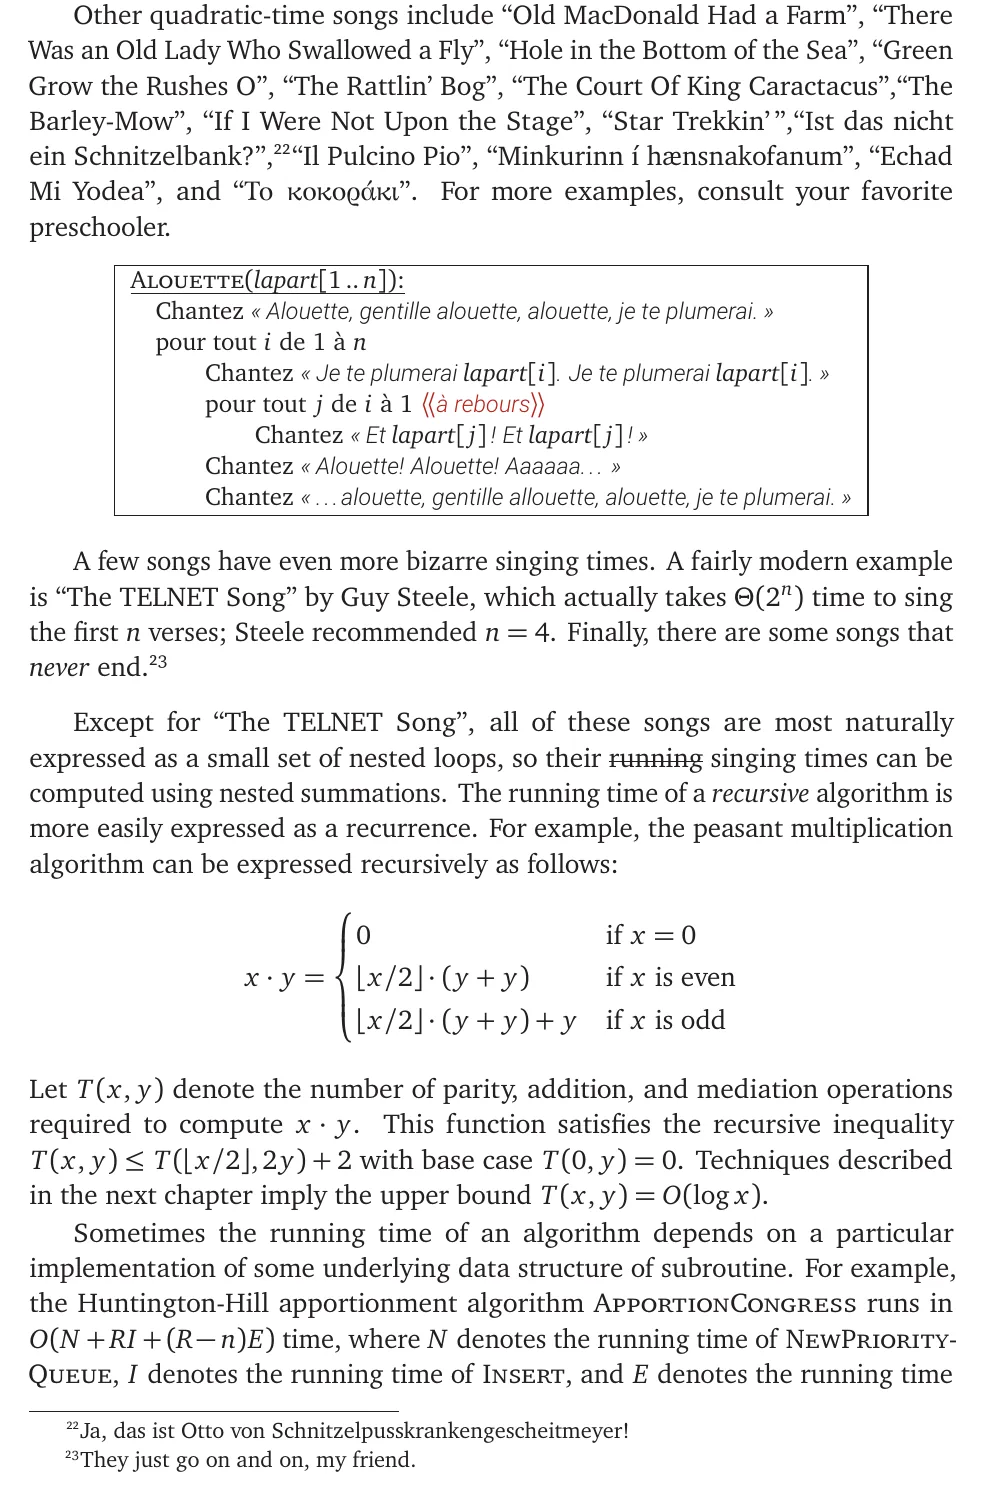 Other quadratic-time songs include “Old MacDonald Had a Farm”, “There
Was an Old Lady Who Swallowed a Fly”, “Hole in the Bottom of the Sea”, “Green
Grow the Rushes O”, “The Rattlin’ Bog”, “The Court Of King Caractacus”,“The
Barley-Mow”, “If I Were Not Upon the Stage”, “Star Trekkin’ ”,“Ist das nicht
ein Schnitzelbank?”,²²“Il Pulcino Pio”, “Minkurinn í hænsnakofanum”, “Echad
Mi Yodea”, and “Το κοκοράκι”. For more examples, consult your favorite
preschooler.
ALOUETTE(lapart[1 .. n]):
Chantez « Alouette, gentille alouette, alouette, je te plumerai. »
pour tout i de 1 à n
Chantez « Je te plumerai lapart[i]. Je te plumerai lapart[i]. »
pour tout j de i à 1 ⟪à rebours⟫
Chantez « Et lapart[j]! Et lapart[j]! »
Chantez « Alouette! Alouette! Aaaaaa... »
Chantez « ...alouette, gentille allouette, alouette, je te plumerai. »
A few songs have even more bizarre singing times. A fairly modern example
is “The TELNET Song” by Guy Steele, which actually takes Θ(2ⁿ) time to sing
the first n verses; Steele recommended n = 4. Finally, there are some songs that
never end.²³
Except for “The TELNET Song”, all of these songs are most naturally
expressed as a small set of nested loops, so their running singing times can be
computed using nested summations. The running time of a recursive algorithm is
more easily expressed as a recurrence. For example, the peasant multiplication
algorithm can be expressed recursively as follows:
0 if x = 0
x · y = { ⌊x/2⌋ · (y + y) if x is even
⌊x/2⌋ · (y + y) + y if x is odd
Let T(x, y) denote the number of parity, addition, and mediation operations
required to compute x · y. This function satisfies the recursive inequality
T(x, y) ≤ T(⌊x/2⌋, 2y) + 2 with base case T(0, y) = 0. Techniques described
in the next chapter imply the upper bound T(x, y) = O(log x).
Sometimes the running time of an algorithm depends on a particular
implementation of some underlying data structure of subroutine. For example,
the Huntington-Hill apportionment algorithm APPORTIONCONGRESS runs in
O(N + RI + (R − n)E) time, where N denotes the running time of NEWPRIORITY-
QUEUE, I denotes the running time of INSERT, and E denotes the running time
²²Ja, das ist Otto von Schnitzelpusskrankengescheitmeyer!
²³They just go on and on, my friend.